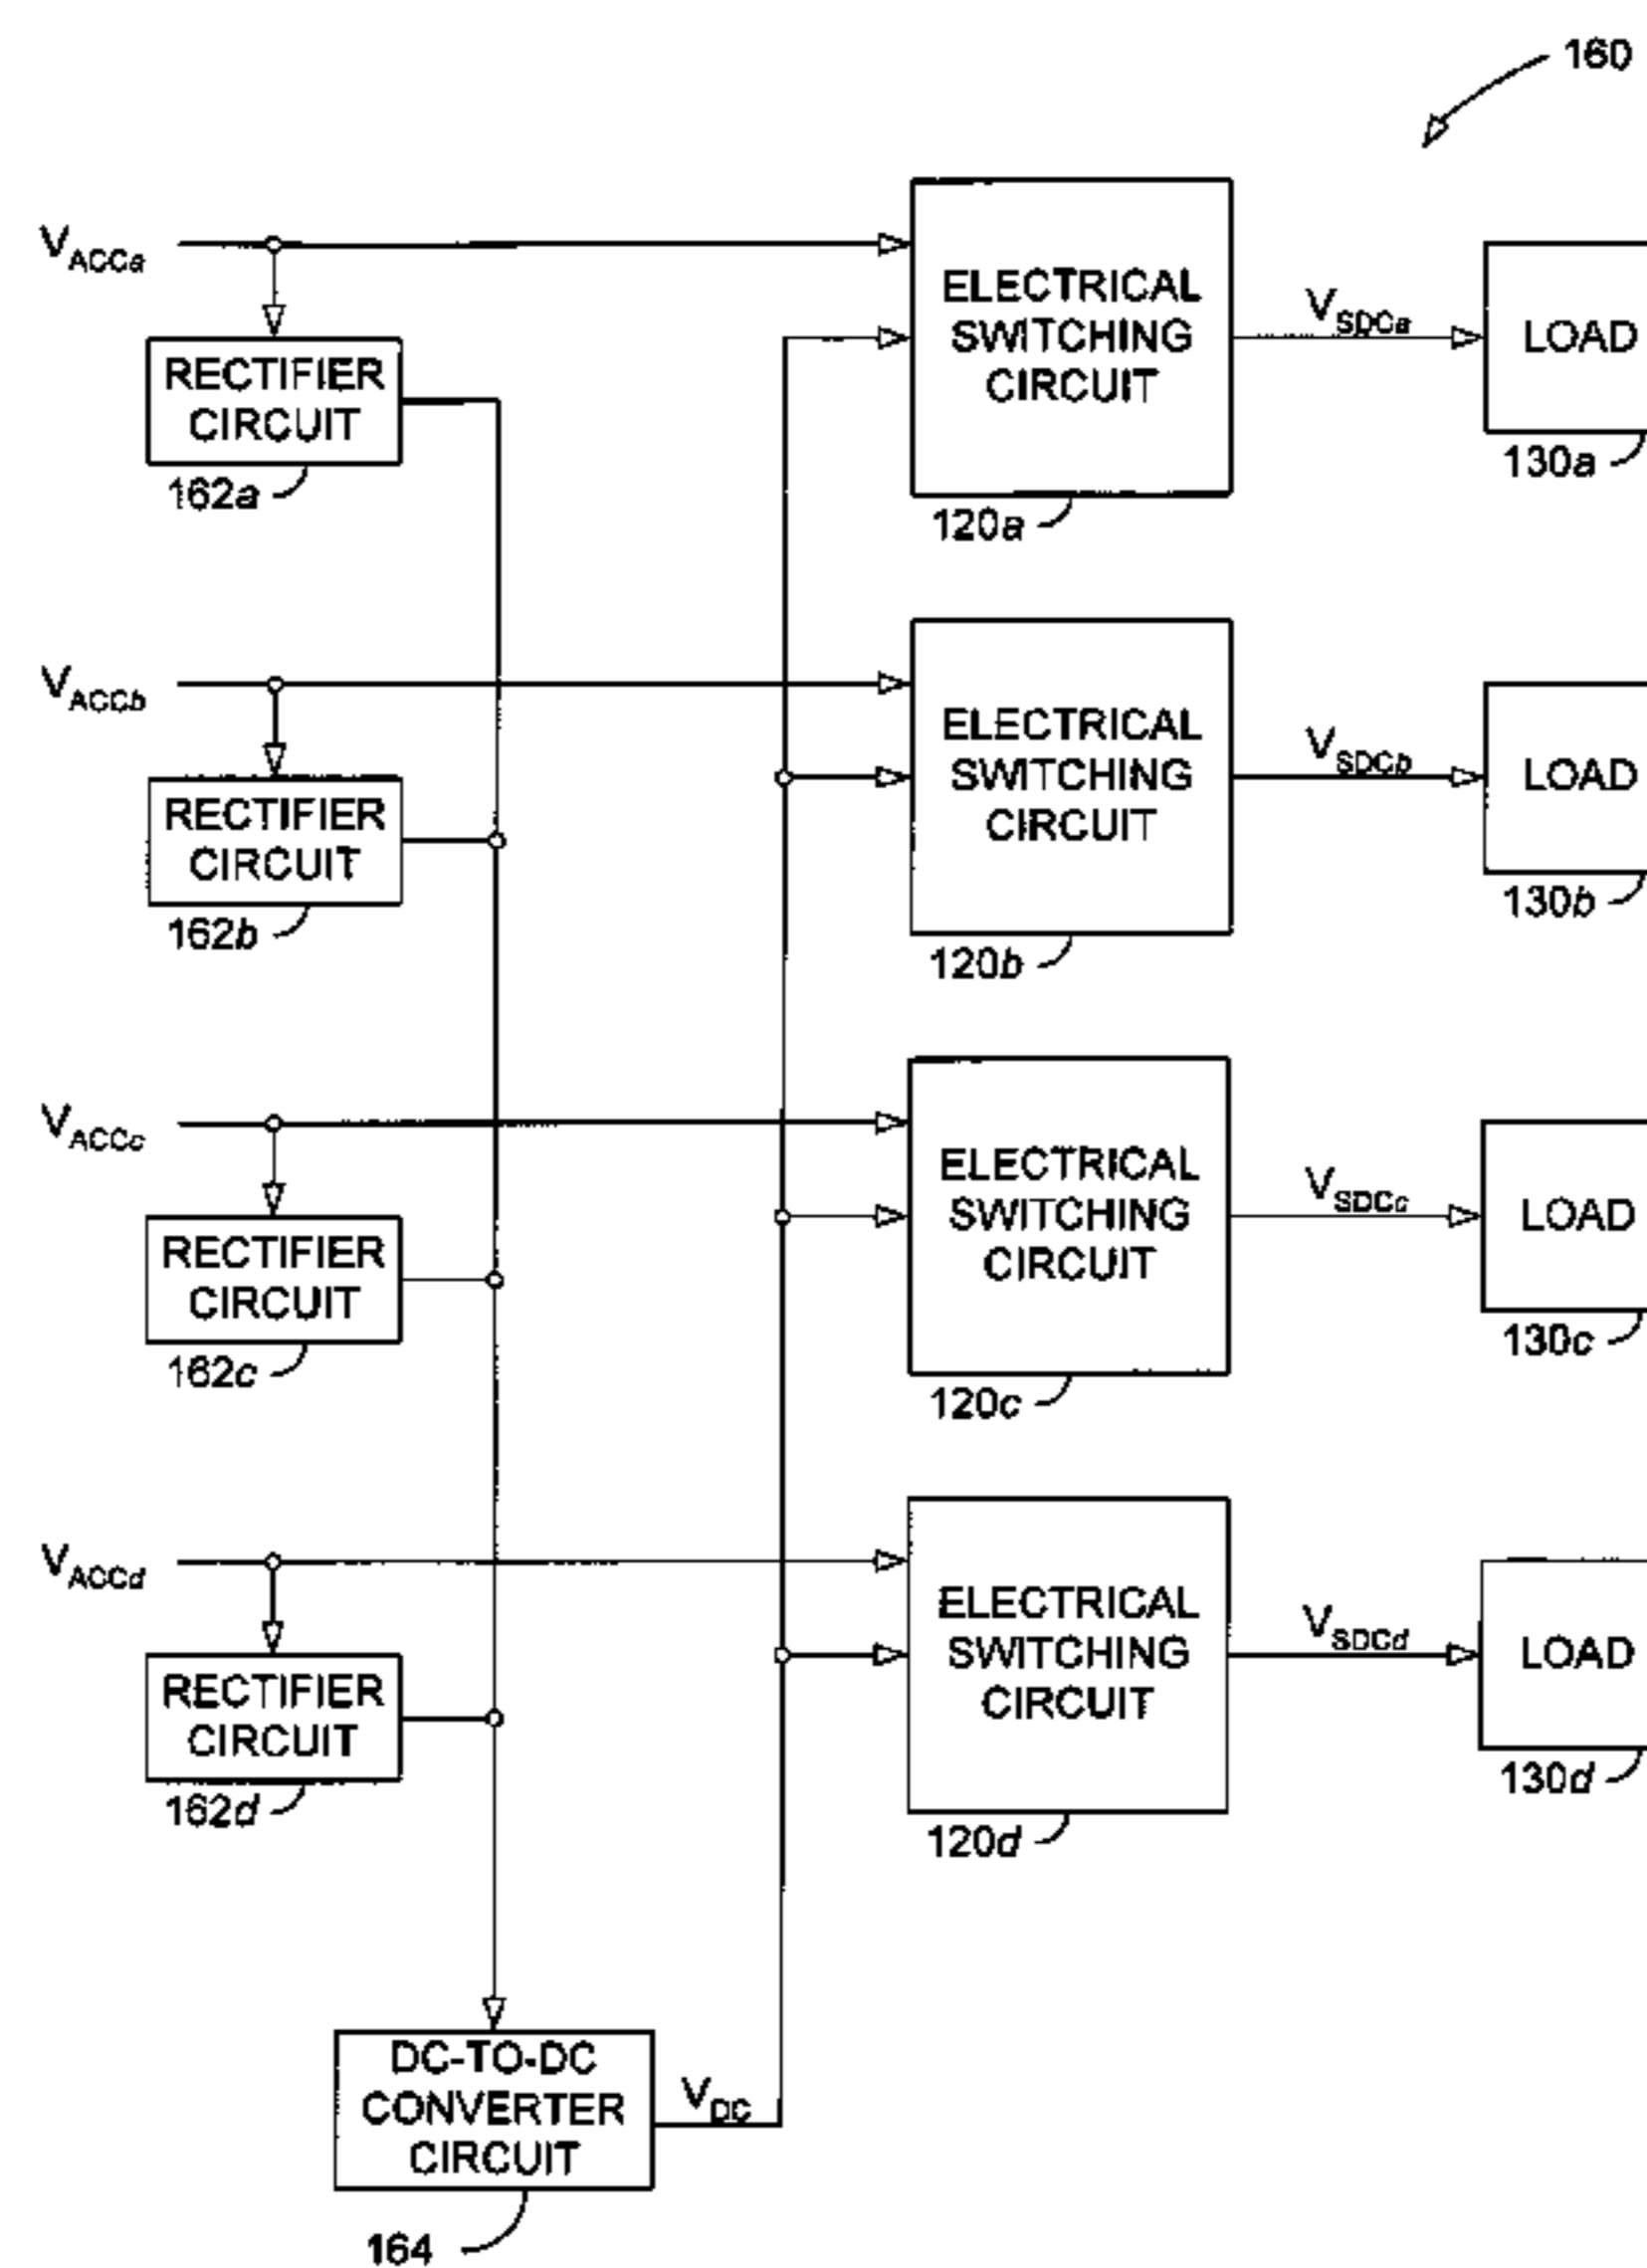 160
V_ACCa
ELECTRICAL
SWITCHING
CIRCUIT
V_SDCa
LOAD
RECTIFIER
CIRCUIT
162a
120a
130a
V_ACCb
ELECTRICAL
SWITCHING
CIRCUIT
V_SDCb
LOAD
RECTIFIER
CIRCUIT
162b
120b
130b
V_ACCc
ELECTRICAL
SWITCHING
CIRCUIT
V_SDCc
LOAD
RECTIFIER
CIRCUIT
162c
120c
130c
V_ACCd
ELECTRICAL
SWITCHING
CIRCUIT
V_SDCd
LOAD
RECTIFIER
CIRCUIT
162d
120d
130d
DC-TO-DC
CONVERTER
CIRCUIT
V_DC
164